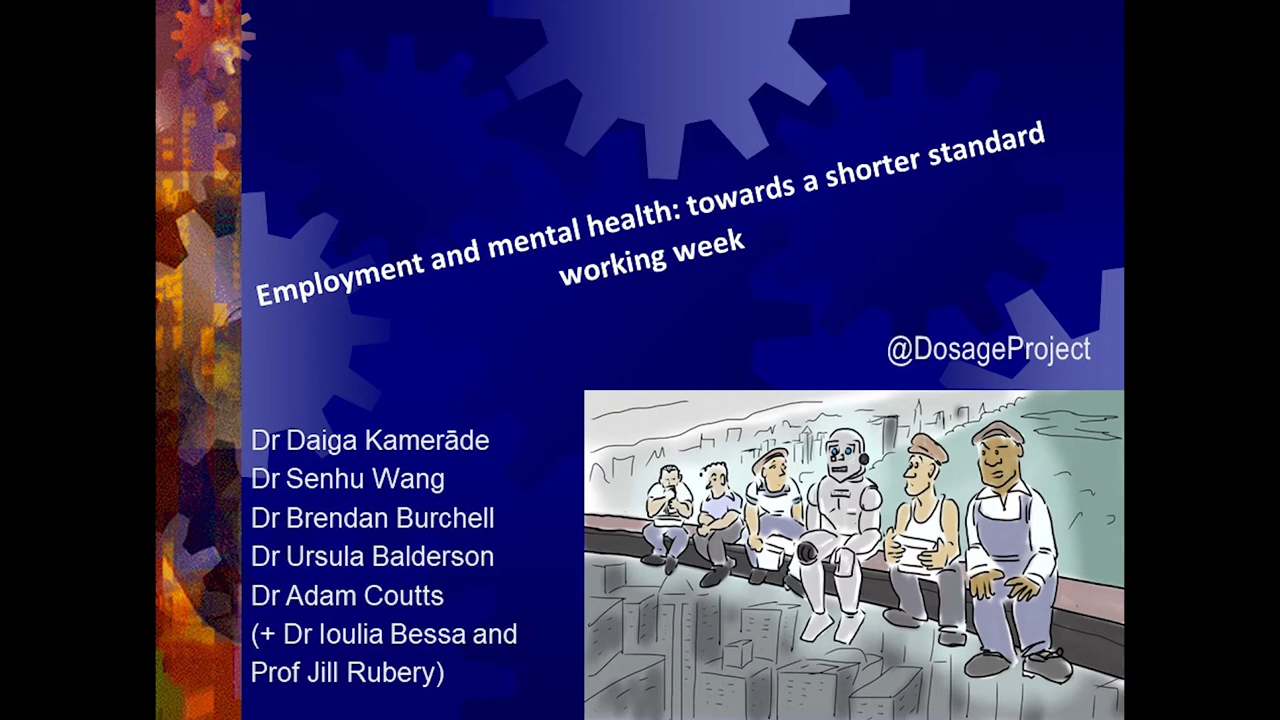 Employment and mental health: towards a shorter standard
working week
@DosageProject
Dr Daiga Kamerāde
Dr Senhu Wang
Dr Brendan Burchell
Dr Ursula Balderson
Dr Adam Coutts
(+ Dr Ioulia Bessa and
Prof Jill Rubery)